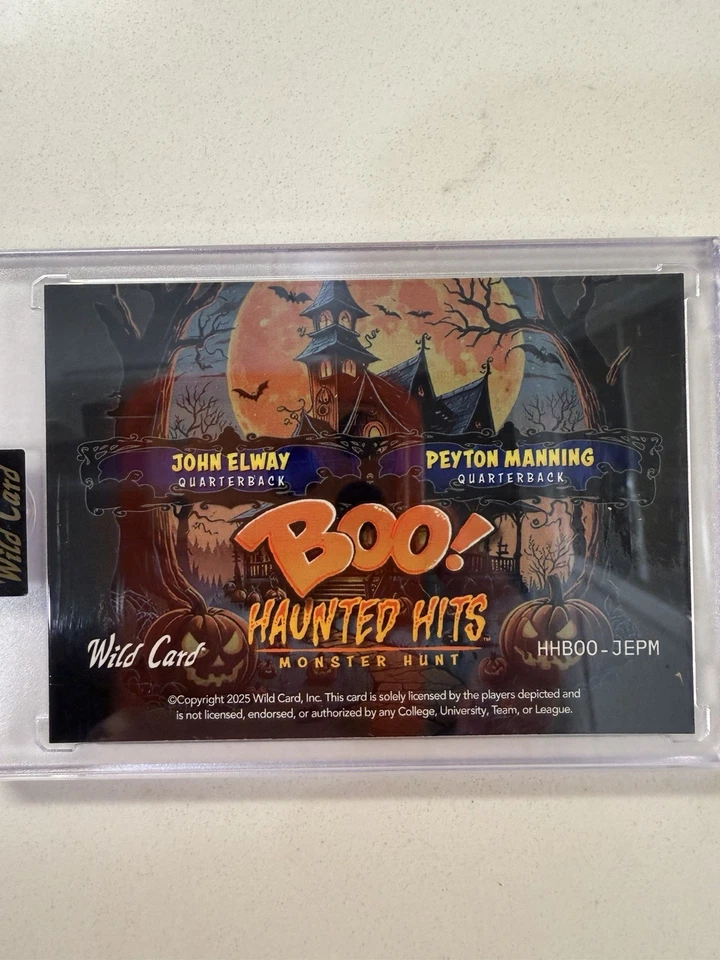 JOHN ELWAY
QUARTERBACK
PEYTON MANNING
QUARTERBACK
BOO!
HAUNTED HITS™
MONSTER HUNT
Wild Card®
HHBOO-JEPM
©Copyright 2025 Wild Card, Inc. This card is solely licensed by the players depicted and
is not licensed, endorsed, or authorized by any College, University, Team, or League.
Wild Card